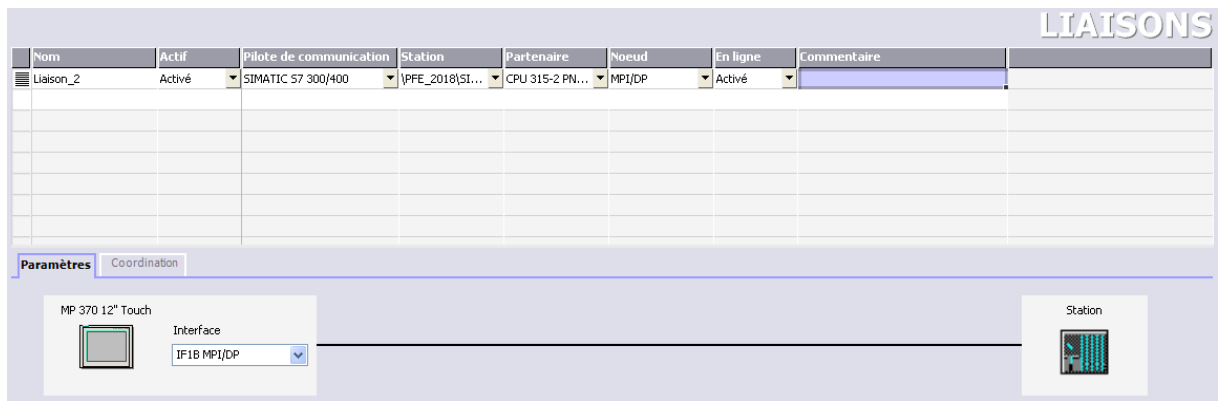 LIAISONS
Nom Actif Pilote de communication Station Partenaire Noeud En ligne Commentaire
Liaison_2 Activé SIMATIC S7 300/400 \PFE_2018\SI... CPU 315-2 PN... MPI/DP Activé
Paramètres Coordination
MP 370 12" Touch Station
Interface
IF1B MPI/DP